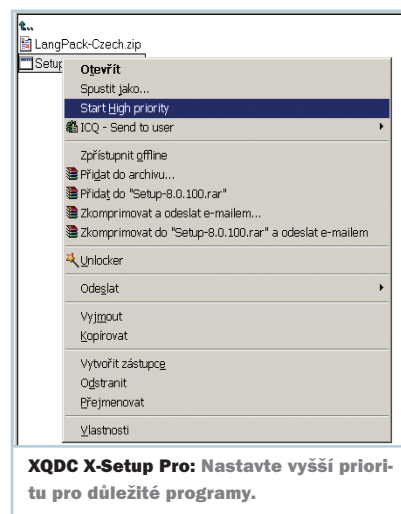 LangPack-Czech.zip
Setup
Otevřít
Spustit jako...
Start High priority
ICQ - Send to user
Zpřístupnit offline
Přidat do archivu...
Přidat do "Setup-8.0.100.rar"
Zkomprimovat a odeslat e-mailem...
Zkomprimovat do "Setup-8.0.100.rar" a odeslat e-mailem
Unlocker
Odeslat
Vyjmout
Kopírovat
Vytvořit zástupce
Odstranit
Přejmenovat
Vlastnosti
XQDC X-Setup Pro: Nastavte vyšší priori-
tu pro důležité programy.